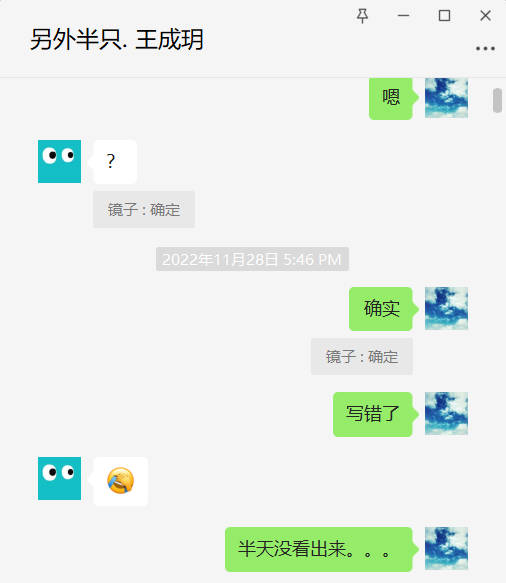 另外半只. 王成玥
嗯
?
镜子 : 确定
2022年11月28日 5:46 PM
确实
镜子 : 确定
写错了
半天没看出来。。。